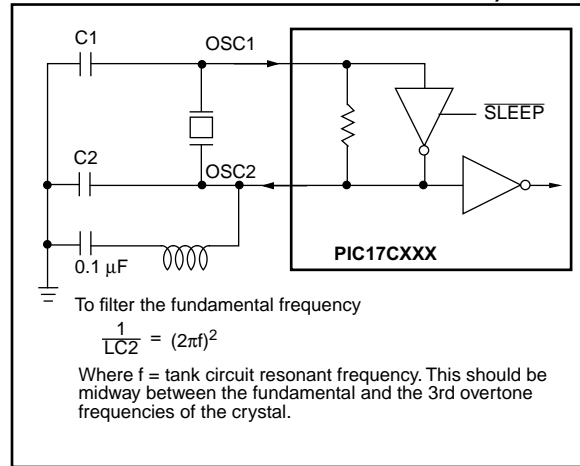 C1
OSC1
SLEEP
C2
OSC2
PIC17CXXX
0.1 µF
To filter the fundamental frequency
1
LC2 = (2πf)2
Where f = tank circuit resonant frequency. This should be
midway between the fundamental and the 3rd overtone
frequencies of the crystal.